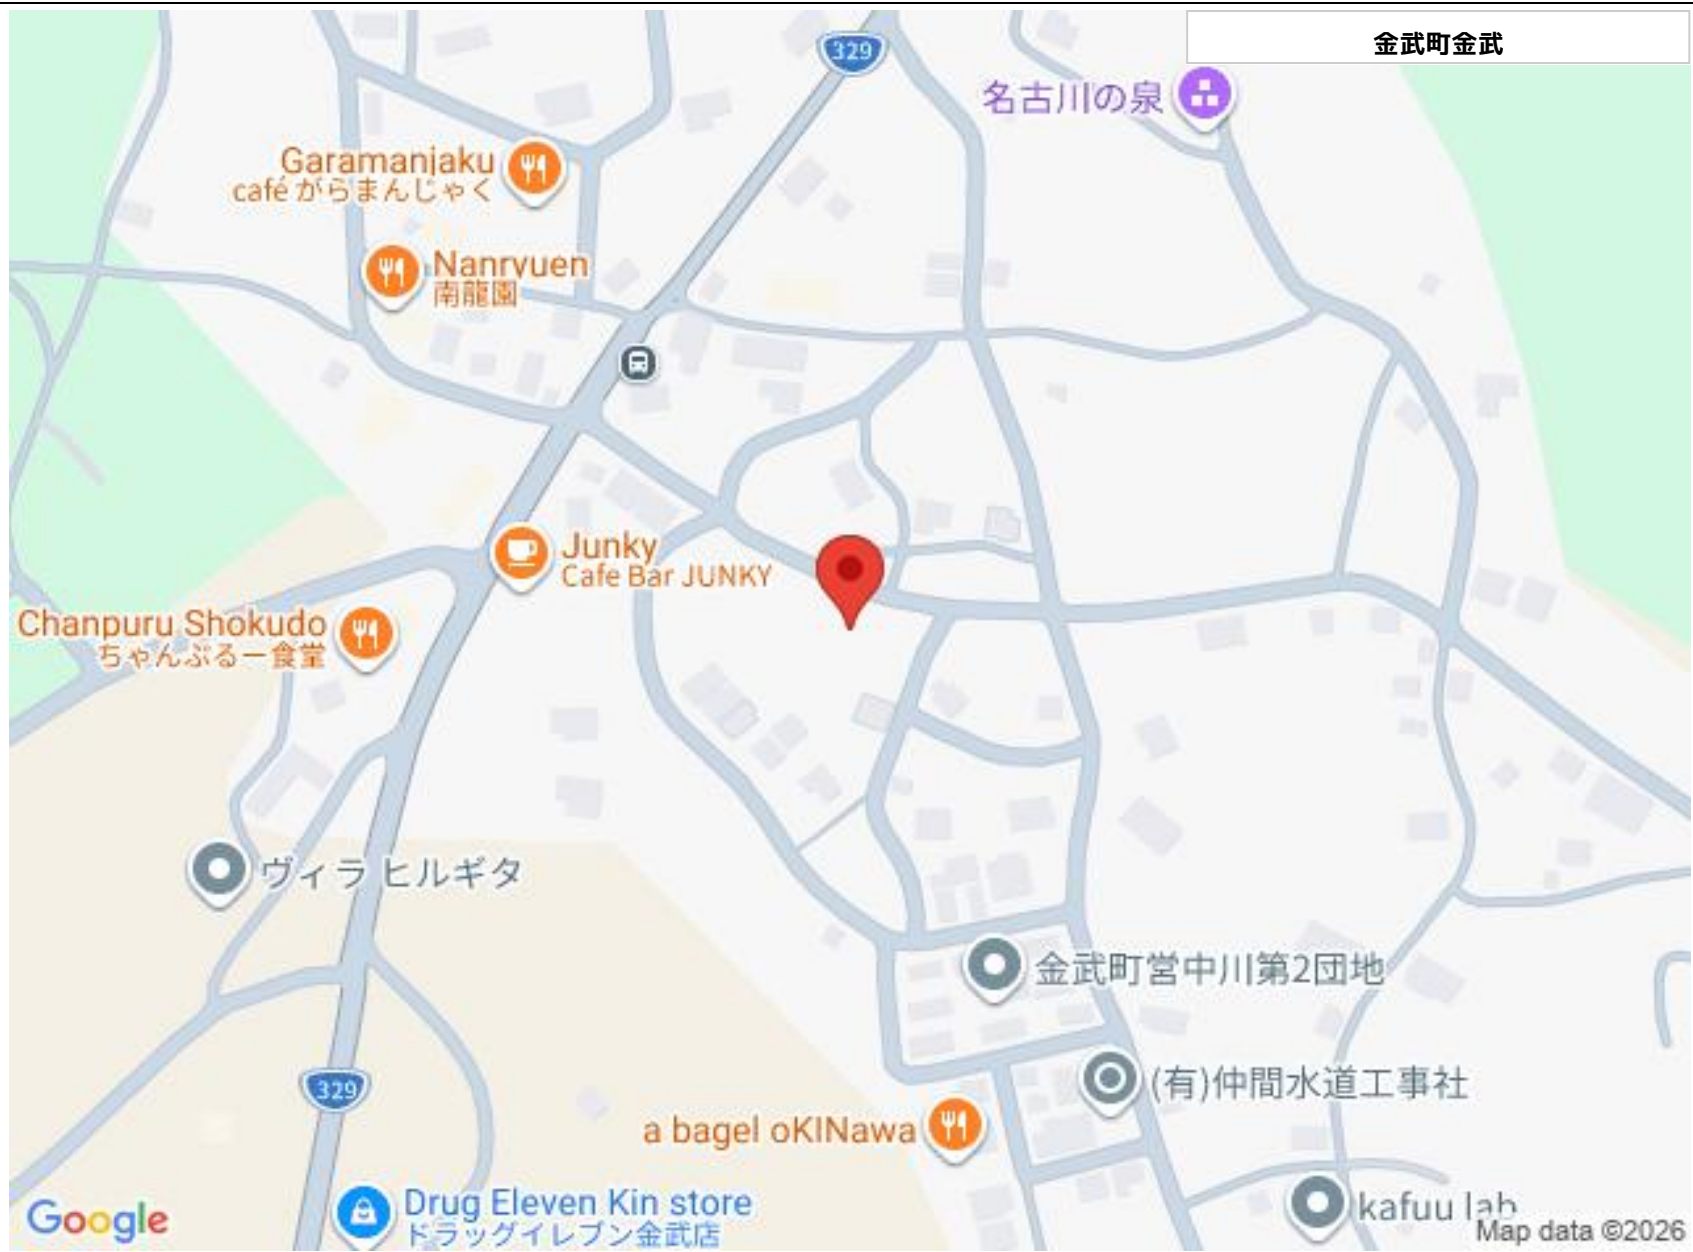 金武町金武
329
名古川の泉
Garamanjaku
café がらまんじゃく
Nanryuen
南龍園
Junky
Cafe Bar JUNKY
Chanpuru Shokudo
ちゃんぷるー食堂
ヴィラ ヒルギタ
金武町営中川第2団地
(有)仲間水道工事社
329
a bagel oKINawa
Drug Eleven Kin store
ドラッグイレブン金武店
kafuu lab
Google
Map data ©2026